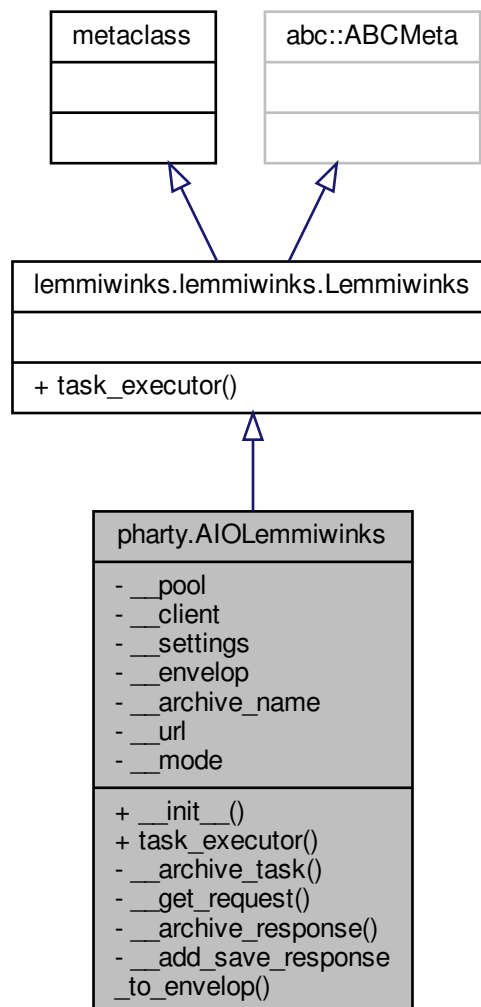 metaclass
abc::ABCMeta
lemmiwinks.lemmiwinks.Lemmiwinks
+ task_executor()
pharty.AIOLemmiwinks
- __pool
- __client
- __settings
- __envelop
- __archive_name
- __url
- __mode
+ __init__()
+ task_executor()
- __archive_task()
- __get_request()
- __archive_response()
- __add_save_response
_to_envelop()